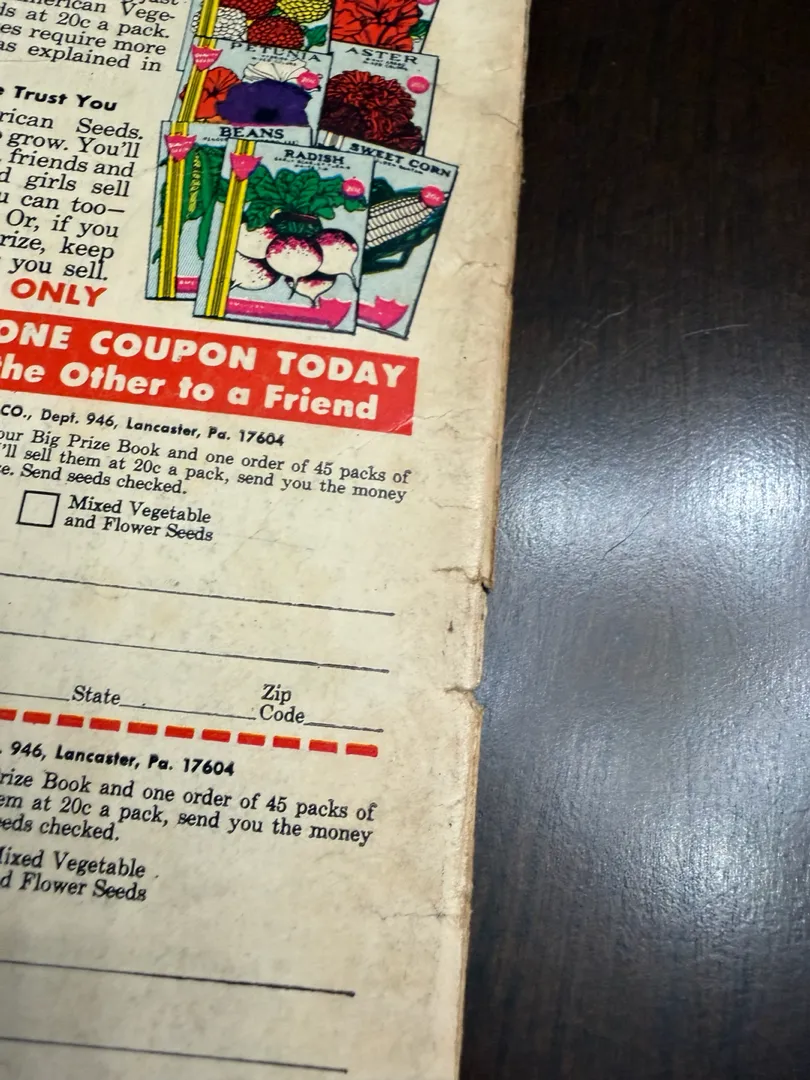 erican Vege-
ds at 20c a pack.
es require more
as explained in
Trust You
rican Seeds.
grow. You'll
friends and
d girls sell
u can too—
Or, if you
rize, keep
you sell.
ONLY
PETUNIA
ASTER
BEANS
RADISH
SWEET CORN
20¢
20¢
20¢
20¢
ONE COUPON TODAY
the Other to a Friend
CO., Dept. 946, Lancaster, Pa. 17604
our Big Prize Book and one order of 45 packs of
'll sell them at 20c a pack, send you the money
e. Send seeds checked.
Mixed Vegetable
and Flower Seeds
State
Zip
Code
. 946, Lancaster, Pa. 17604
rize Book and one order of 45 packs of
em at 20c a pack, send you the money
eeds checked.
Mixed Vegetable
d Flower Seeds